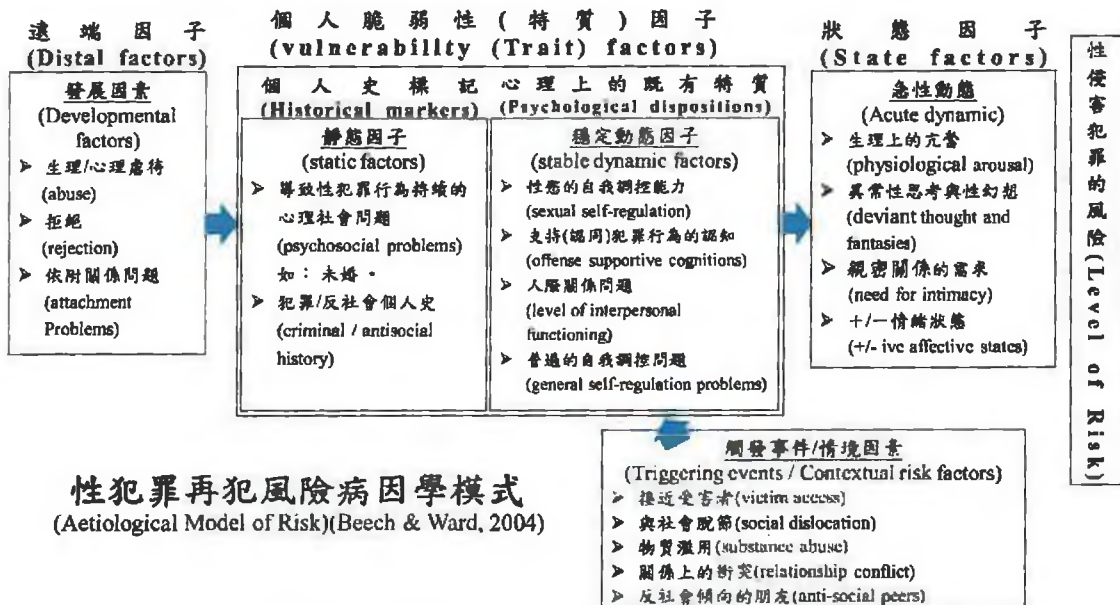 遠端因子
(Distal factors)
發展因素
(Developmental
factors)
➢ 生理/心理虐待
(abuse)
➢ 拒絕
(rejection)
➢ 依附關係問題
(attachment
Problems)
個人脆弱性(特質)因子
(vulnerability (Trait) factors)
個人史標記
(Historical markers)
靜態因子
(static factors)
➢ 導致性犯罪行為持續的
心理社會問題
(psychosocial problems)
如：未婚。
➢ 犯罪/反社會個人史
(criminal / antisocial
history)
心理上的既有特質
(Psychological dispositions)
穩定動態因子
(stable dynamic factors)
➢ 性慾的自我調控能力
(sexual self-regulation)
➢ 支持(認同)犯罪行為的認知
(offense supportive cognitions)
➢ 人際關係問題
(level of interpersonal
functioning)
➢ 普遍的自我調控問題
(general self-regulation problems)
狀態因子
(State factors)
急性動態
(Acute dynamic)
➢ 生理上的亢奮
(physiological arousal)
➢ 異常性思考與性幻想
(deviant thought and
fantasies)
➢ 親密關係的需求
(need for intimacy)
➢ +/－情緒狀態
(+/- ive affective states)
性侵害犯罪的風險(Level of Risk)
觸發事件/情境因素
(Triggering events / Contextual risk factors)
➢ 接近受害者(victim access)
➢ 與社會脫節(social dislocation)
➢ 物質濫用(substance abuse)
➢ 關係上的衝突(relationship conflict)
➢ 反社會傾向的朋友(anti-social peers)
性犯罪再犯風險病因學模式
(Aetiological Model of Risk)(Beech & Ward, 2004)